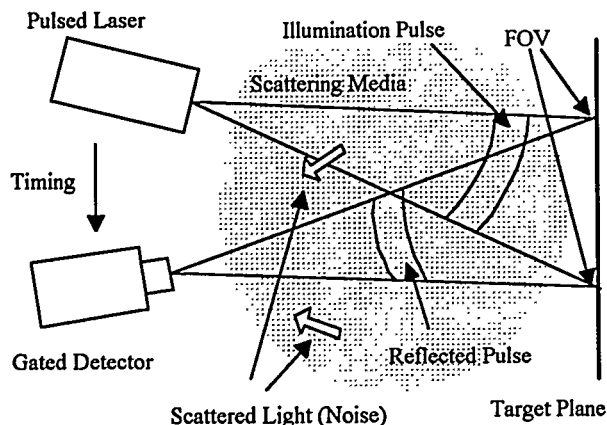 Pulsed Laser
Illumination Pulse
FOV
Scattering Media
Timing
Gated Detector
Reflected Pulse
Scattered Light (Noise)
Target Plane